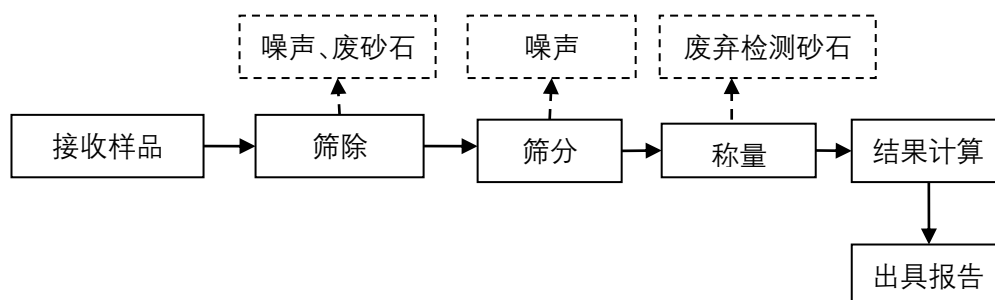 噪声、废砂石
噪声
废弃检测砂石
接收样品
筛除
筛分
称量
结果计算
出具报告